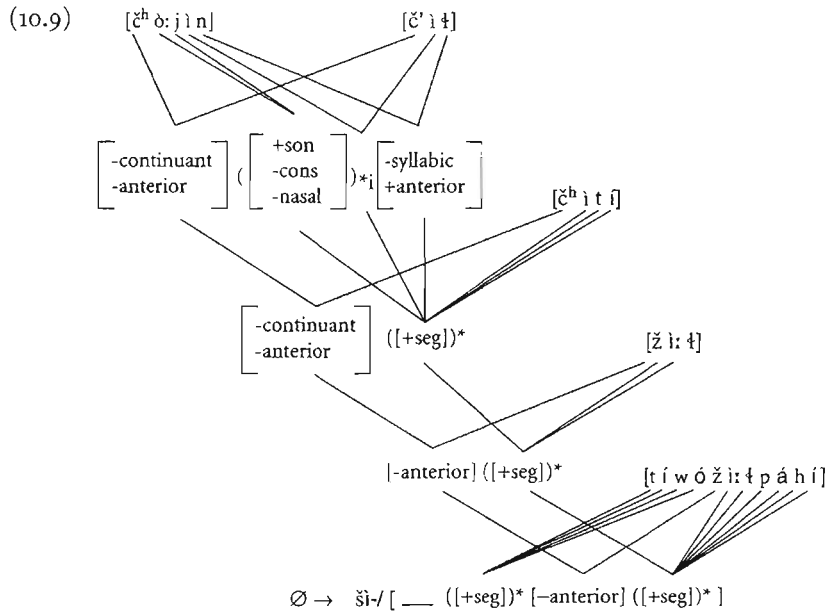 (10.9) [čʰ ò: j ì n] [č' ì ɬ]
[-continuant -anterior] ([+son -cons -nasal])*i [-syllabic +anterior]
[čʰ ì t í]
[-continuant -anterior] ([+seg])*
[ž ì: ɬ]
[-anterior] ([+seg])*
[t í w ó ž ì: ɬ p á h í]
∅ → šì-/ [ __ ([+seg])* [−anterior] ([+seg])* ]